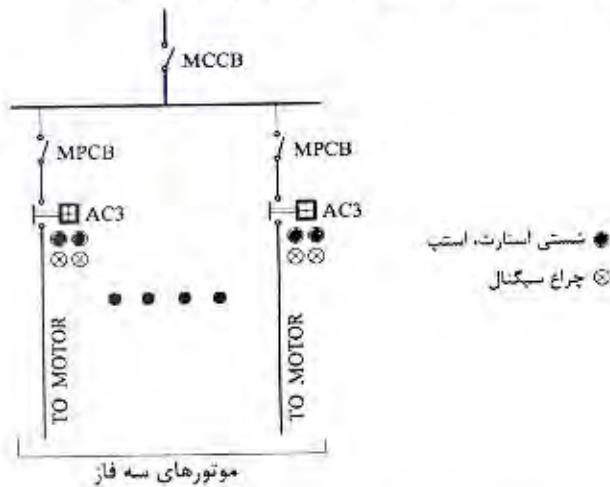 MCCB
MPCB
MPCB
AC3
AC3
شستی استارت، استپ
چراغ سیگنال
TO MOTOR
TO MOTOR
موتورهای سه فاز